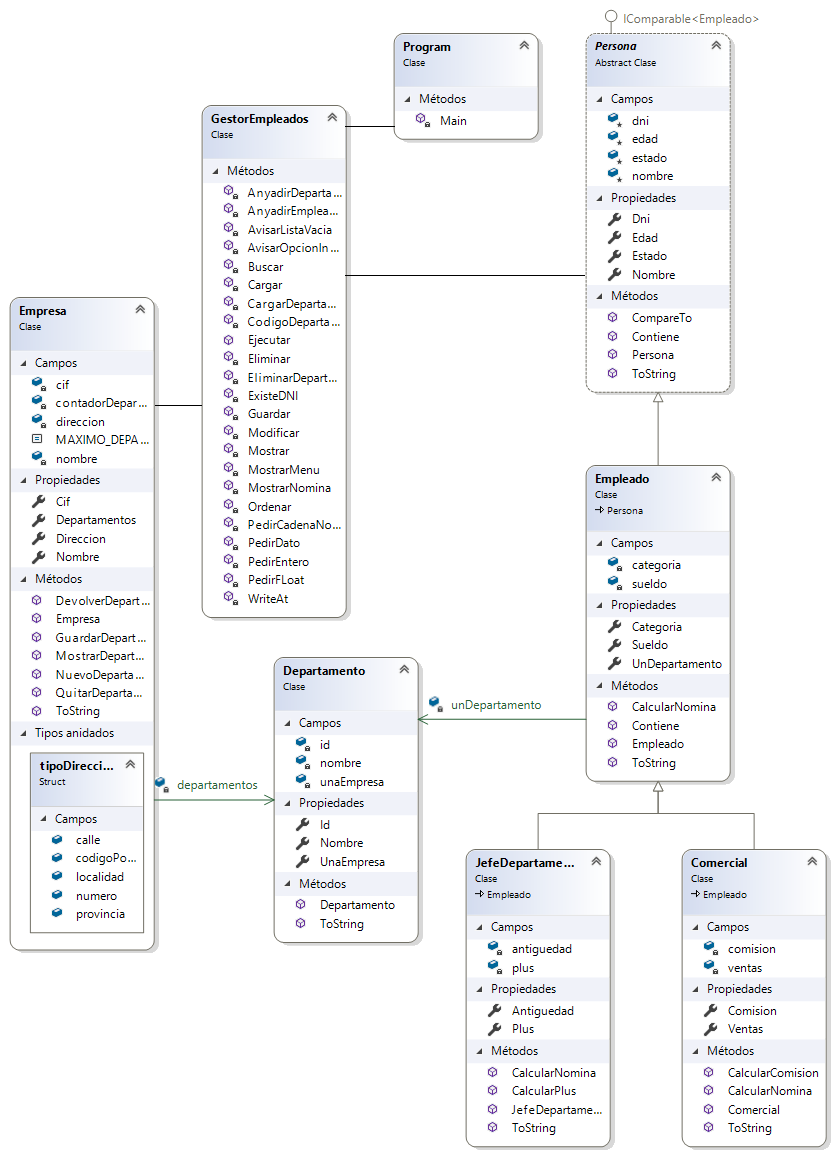 IComparable<Empleado>
Program
Clase
Métodos
Main
Persona
Abstract Clase
Campos
dni
edad
estado
nombre
Propiedades
Dni
Edad
Estado
Nombre
Métodos
CompareTo
Contiene
Persona
ToString
GestorEmpleados
Clase
Métodos
AnyadirDeparta...
AnyadirEmplea...
AvisarListaVacia
AvisarOpcionIn...
Buscar
Cargar
CargarDeparta...
CodigoDeparta...
Ejecutar
Eliminar
EliminarDepart...
ExisteDNI
Guardar
Modificar
Mostrar
MostrarMenu
MostrarNomina
Ordenar
PedirCadenaNo...
PedirDato
PedirEntero
PedirFLoat
WriteAt
Empresa
Clase
Campos
cif
contadorDepar...
direccion
MAXIMO_DEPA...
nombre
Propiedades
Cif
Departamentos
Direccion
Nombre
Métodos
DevolverDepart...
Empresa
GuardarDepart...
MostrarDepart...
NuevoDeparta...
QuitarDeparta...
ToString
Tipos anidados
tipoDirecci...
Struct
Campos
calle
codigoPo...
localidad
numero
provincia
departamentos
Departamento
Clase
Campos
id
nombre
unaEmpresa
Propiedades
Id
Nombre
UnaEmpresa
Métodos
Departamento
ToString
unDepartamento
Empleado
Clase
Persona
Campos
categoria
sueldo
Propiedades
Categoria
Sueldo
UnDepartamento
Métodos
CalcularNomina
Contiene
Empleado
ToString
JefeDepartame...
Clase
Empleado
Campos
antiguedad
plus
Propiedades
Antiguedad
Plus
Métodos
CalcularNomina
CalcularPlus
JefeDepartame...
ToString
Comercial
Clase
Empleado
Campos
comision
ventas
Propiedades
Comision
Ventas
Métodos
CalcularComision
CalcularNomina
Comercial
ToString